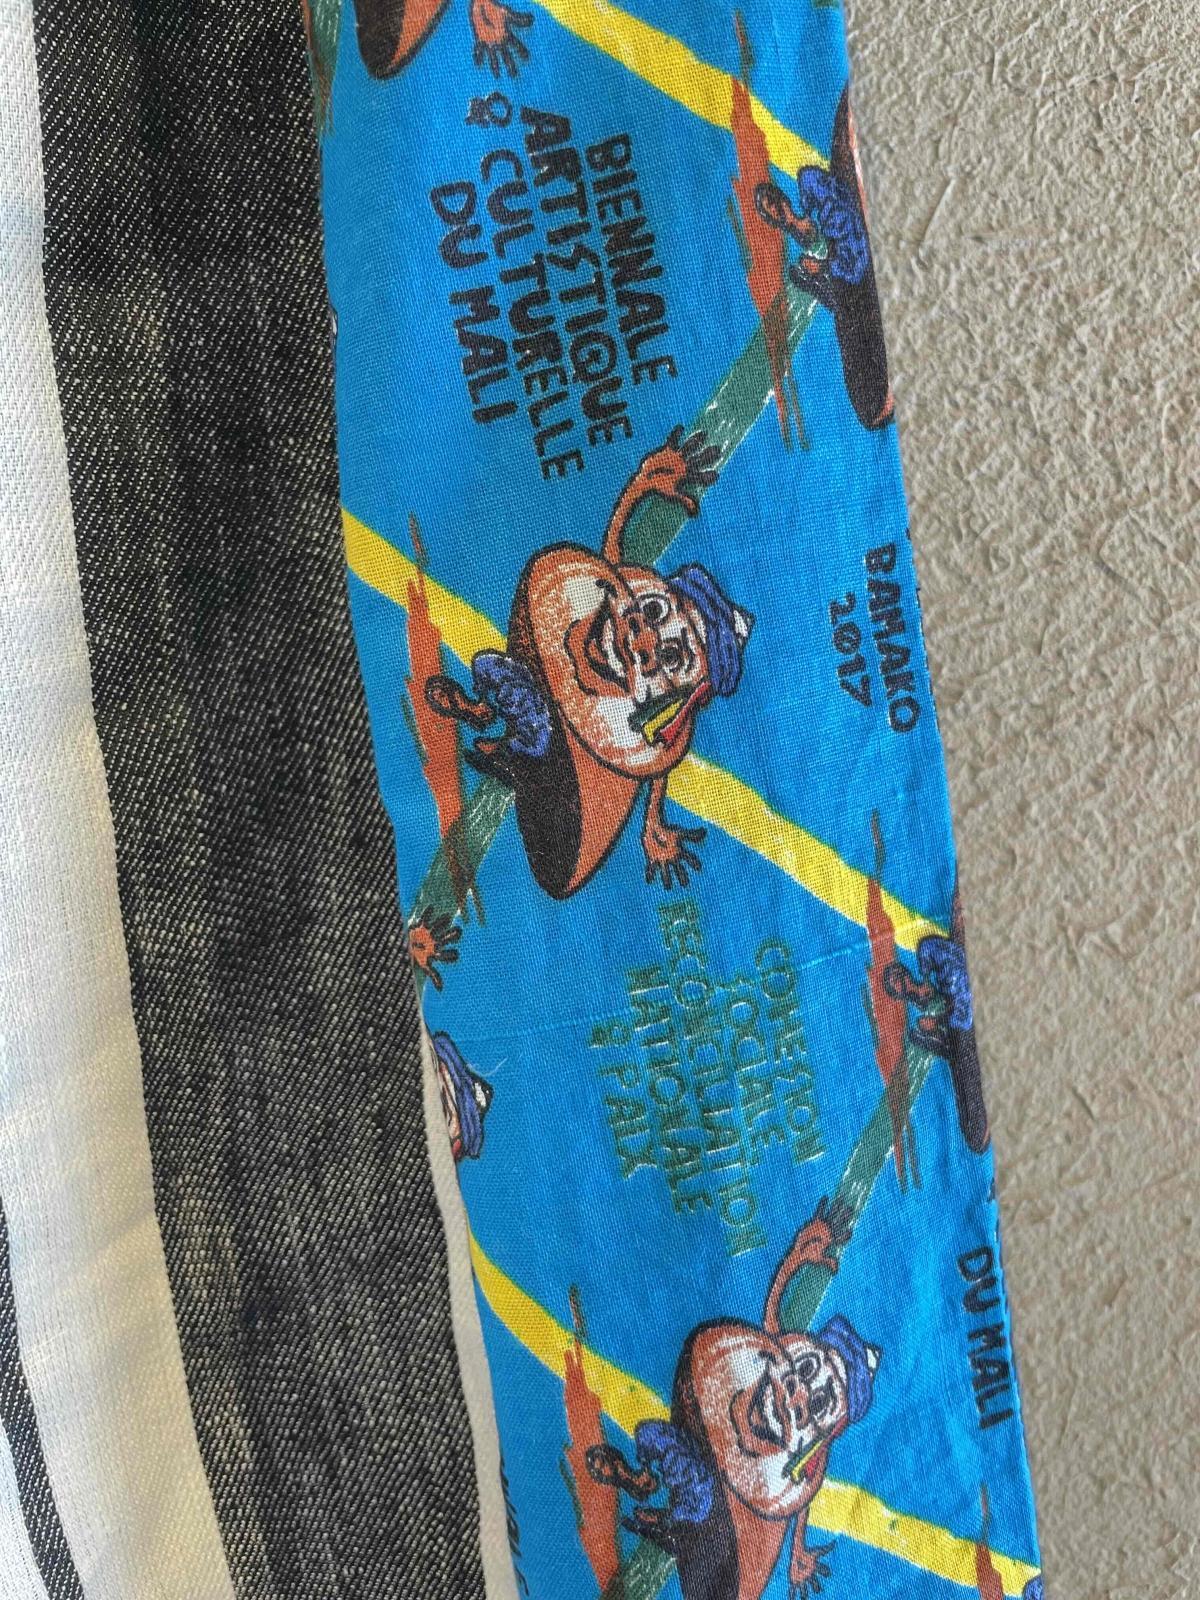 BIENNALE
ARTISTIQUE
& CULTURELLE
DU MALI
BAMAKO
2017
COHESION
SOCIALE
RECONCILIATION
NATIONALE
& PAIX
DU MALI